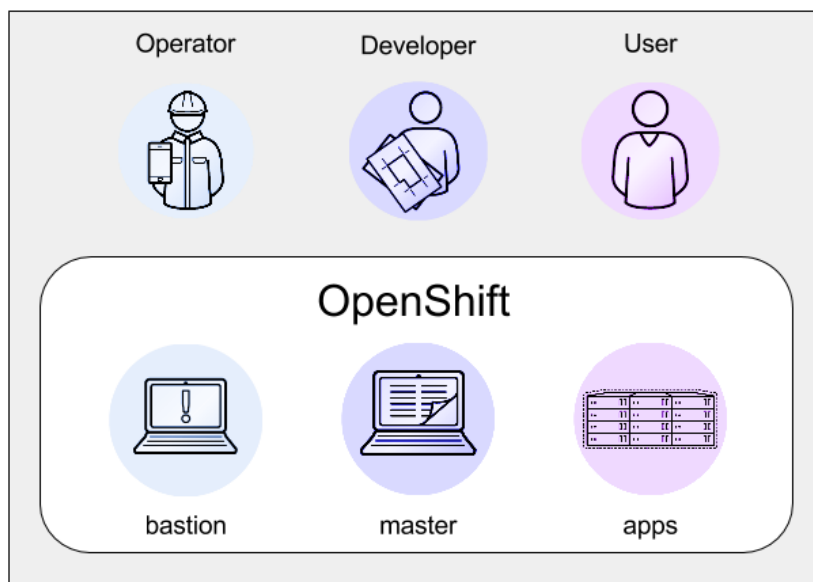 Operator
Developer
User
OpenShift
bastion
master
apps